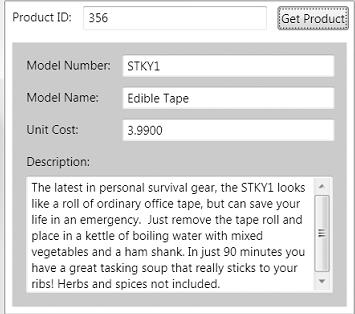 Product ID: 356 Get Product
Model Number: STKY1
Model Name: Edible Tape
Unit Cost: 3.9900
Description:
The latest in personal survival gear, the STKY1 looks
like a roll of ordinary office tape, but can save your
life in an emergency.  Just remove the tape roll and
place in a kettle of boiling water with mixed
vegetables and a ham shank. In just 90 minutes you
have a great tasking soup that really sticks to your
ribs! Herbs and spices not included.